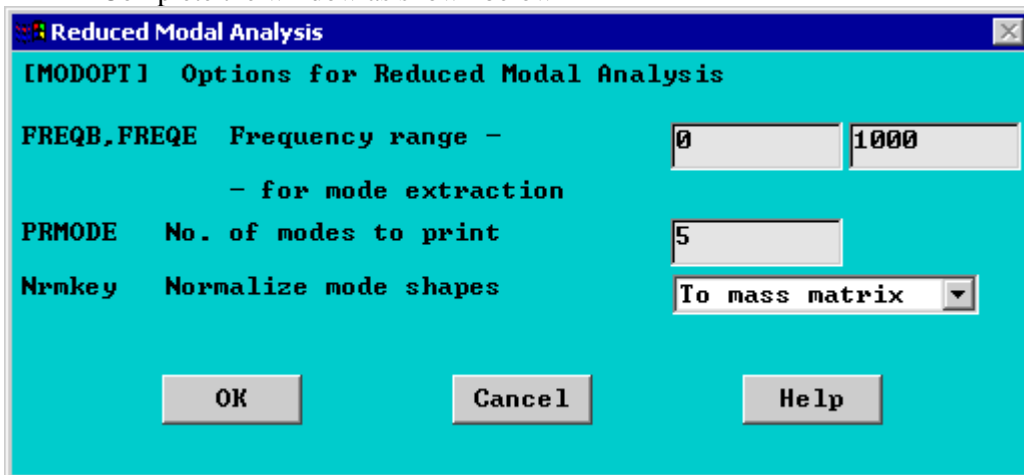 Reduced Modal Analysis
[MODOPT] Options for Reduced Modal Analysis
FREQB,FREQE Frequency range - 0 1000
- for mode extraction
PRMODE No. of modes to print 5
Nrmkey Normalize mode shapes To mass matrix
OK Cancel Help